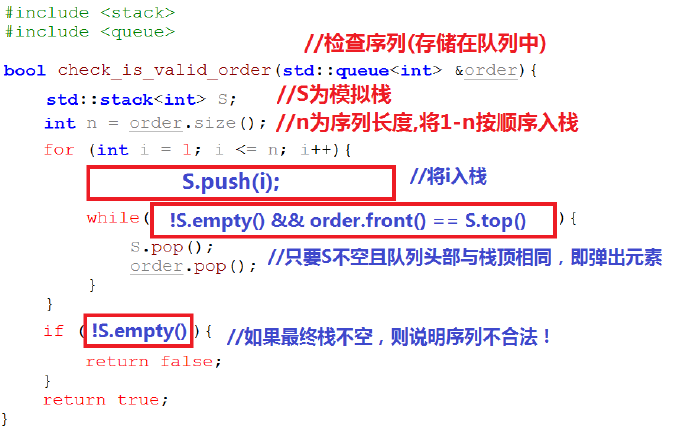 #include <stack>
#include <queue>
//检查序列(存储在队列中)
bool check_is_valid_order(std::queue<int> &order){
std::stack<int> S; //S为模拟栈
int n = order.size(); //n为序列长度,将1-n按顺序入栈
for (int i = 1; i <= n; i++){
S.push(i); //将i入栈
while( !S.empty() && order.front() == S.top() ){
S.pop();
order.pop(); //只要S不空且队列头部与栈顶相同，即弹出元素
}
}
if ( !S.empty() ){ //如果最终栈不空，则说明序列不合法！
return false;
}
return true;
}